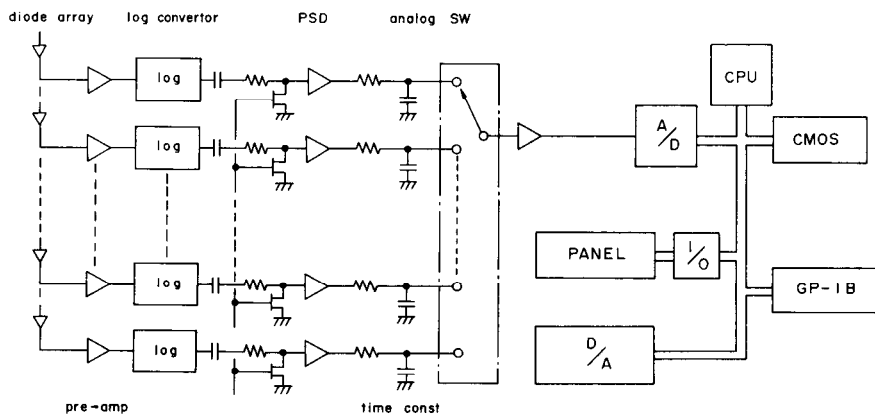 diode array log convertor PSD analog SW
log
log
log
log
A/D
CPU
CMOS
PANEL
I/O
GP-IB
D/A
pre-amp time const